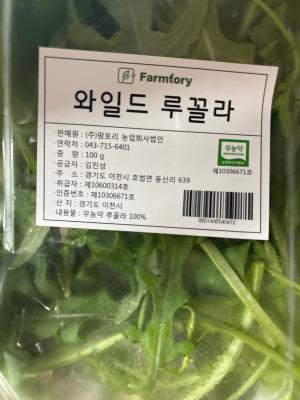 Farmfory
와일드 루꼴라
· 판매원 : (주)팜토리 농업회사법인
· 연락처 : 043-715-6401
· 중 량 : 100 g
· 공급자 : 김진성
· 주 소 : 경기도 이천시 호법면 동산리 639
· 취급자 : 제10600314호
· 인증번호 : 제10306671호
· 산 지 : 경기도 이천시
· 내용물 : 무농약 루꼴라 100%
무농약
제10306671호
8801448540412